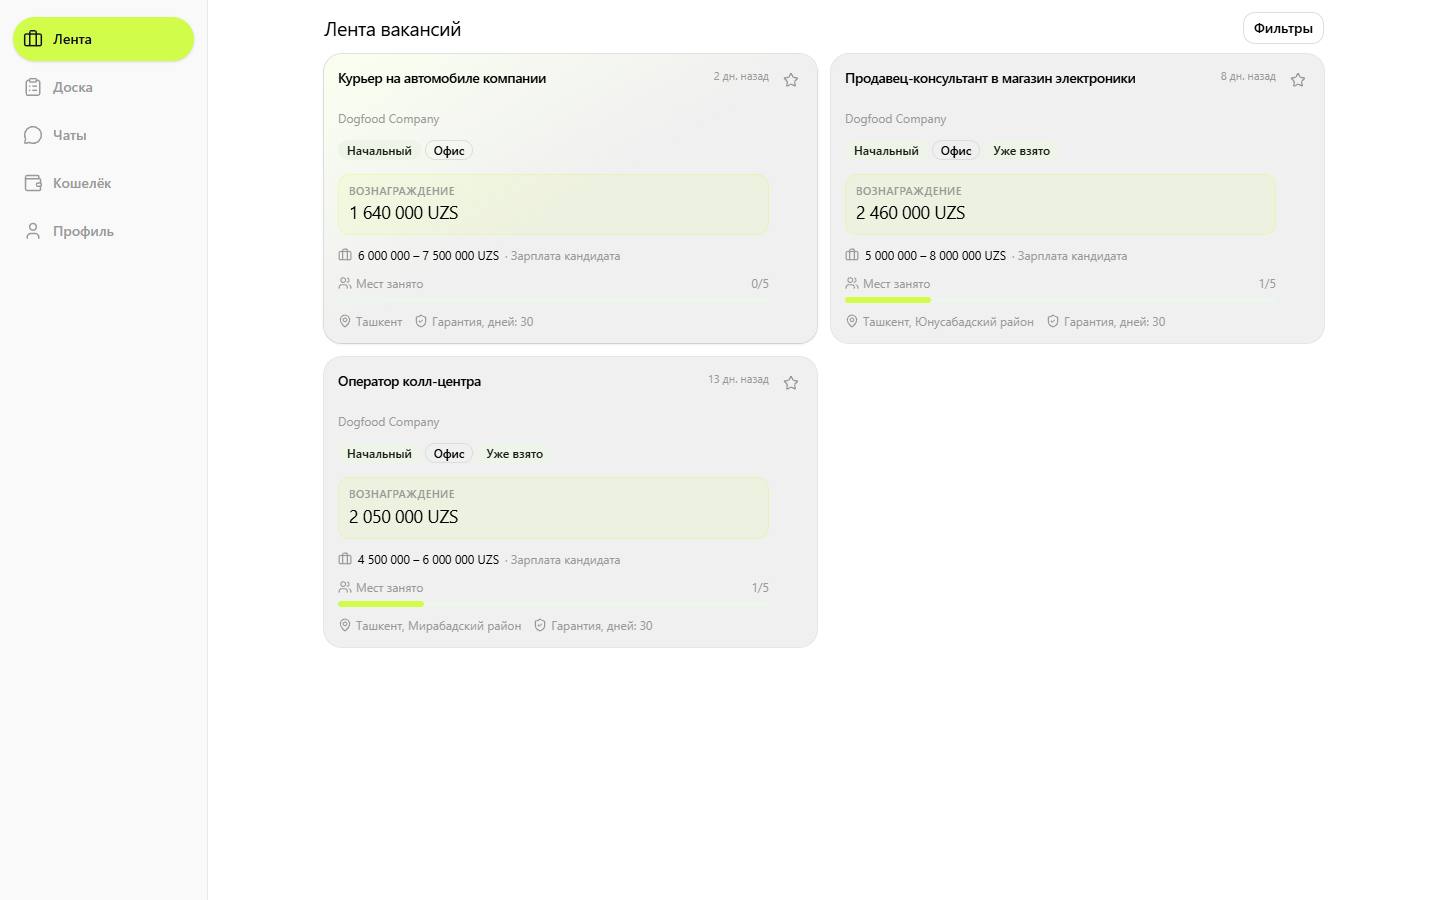 Лента
Доска
Чаты
Кошелёк
Профиль
Лента вакансий
Фильтры
Курьер на автомобиле компании
2 дн. назад
Dogfood Company
Начальный Офис
ВОЗНАГРАЖДЕНИЕ
1 640 000 UZS
6 000 000 – 7 500 000 UZS · Зарплата кандидата
Мест занято 0/5
Ташкент Гарантия, дней: 30
Продавец-консультант в магазин электроники
8 дн. назад
Dogfood Company
Начальный Офис Уже взято
ВОЗНАГРАЖДЕНИЕ
2 460 000 UZS
5 000 000 – 8 000 000 UZS · Зарплата кандидата
Мест занято 1/5
Ташкент, Юнусабадский район Гарантия, дней: 30
Оператор колл-центра
13 дн. назад
Dogfood Company
Начальный Офис Уже взято
ВОЗНАГРАЖДЕНИЕ
2 050 000 UZS
4 500 000 – 6 000 000 UZS · Зарплата кандидата
Мест занято 1/5
Ташкент, Мирабадский район Гарантия, дней: 30